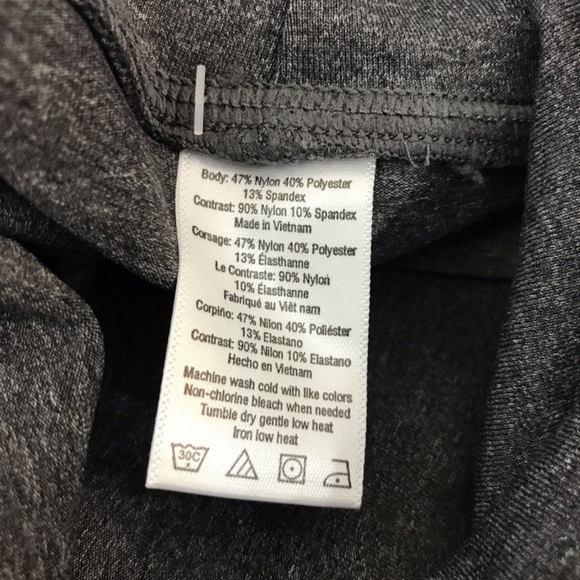 Body: 47% Nylon 40% Polyester
13% Spandex
Contrast: 90% Nylon 10% Spandex
Made in Vietnam
Corsage: 47% Nylon 40% Polyester
13% Élasthanne
Le Contraste: 90% Nylon
10% Élasthanne
Fabriqué au Viêt nam
Corpino: 47% Nilon 40% Poliéster
13% Elastano
Contrast: 90% Nilon 10% Elastano
Hecho en Vietnam
Machine wash cold with like colors
Non-chlorine bleach when needed
Tumble dry gentle low heat
Iron low heat
30C